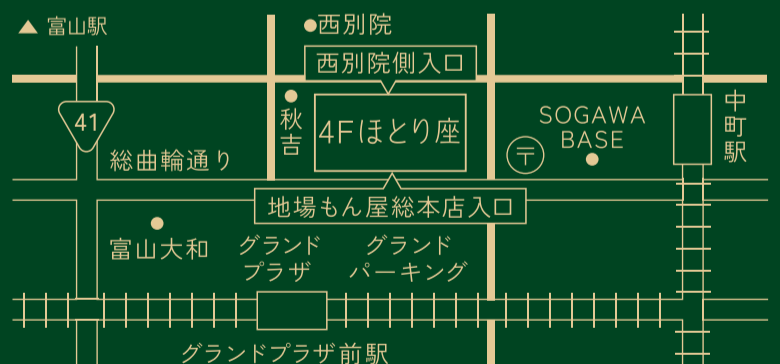 ▲ 富山駅
●西別院
西別院側入口
41
秋吉
4Fほとり座
〒
SOGAWA
BASE
中町駅
総曲輪通り
地場もん屋総本店入口
富山大和
グランド
プラザ
グランド
パーキング
グランドプラザ前駅